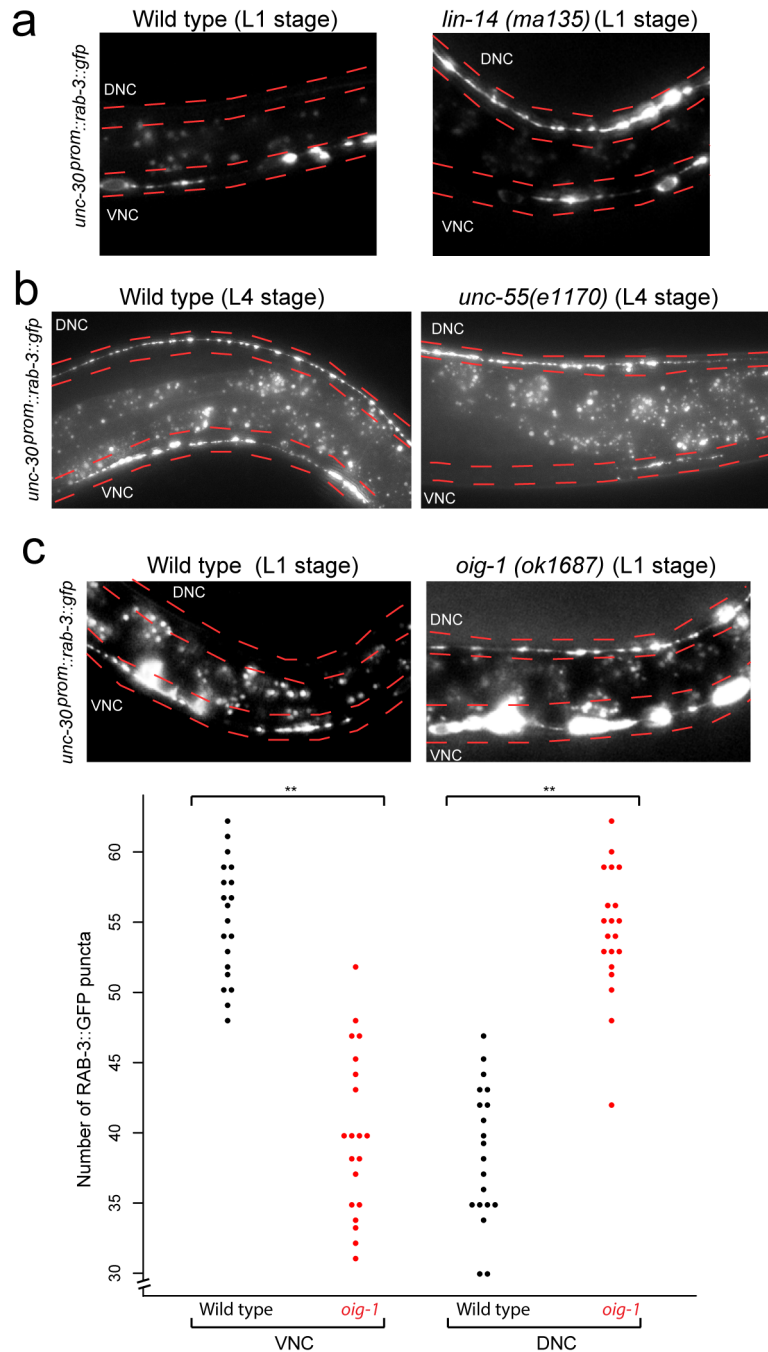 a
Wild type (L1 stage)
lin-14 (ma135) (L1 stage)
unc-30prom::rab-3::gfp
DNC
VNC
DNC
VNC
b
Wild type (L4 stage)
unc-55(e1170) (L4 stage)
unc-30prom::rab-3::gfp
DNC
VNC
DNC
VNC
c
Wild type (L1 stage)
oig-1 (ok1687) (L1 stage)
unc-30prom::rab-3::gfp
DNC
VNC
DNC
VNC
** **
Number of RAB-3::GFP puncta
60
55
50
45
40
35
30
Wild type oig-1 Wild type oig-1
VNC DNC